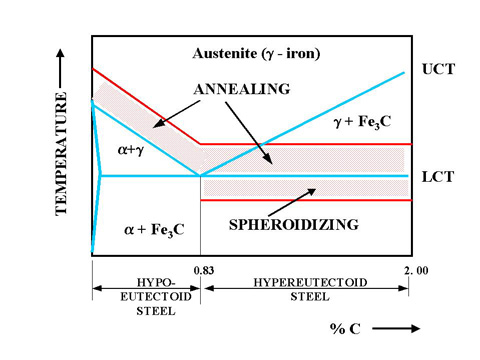 Austenite (γ - iron)
UCT
ANNEALING
γ + Fe₃C
α+γ
TEMPERATURE
LCT
SPHEROIDIZING
α + Fe₃C
0.83
2.00
HYPO-
EUTECTOID
STEEL
HYPEREUTECTOID
STEEL
% C